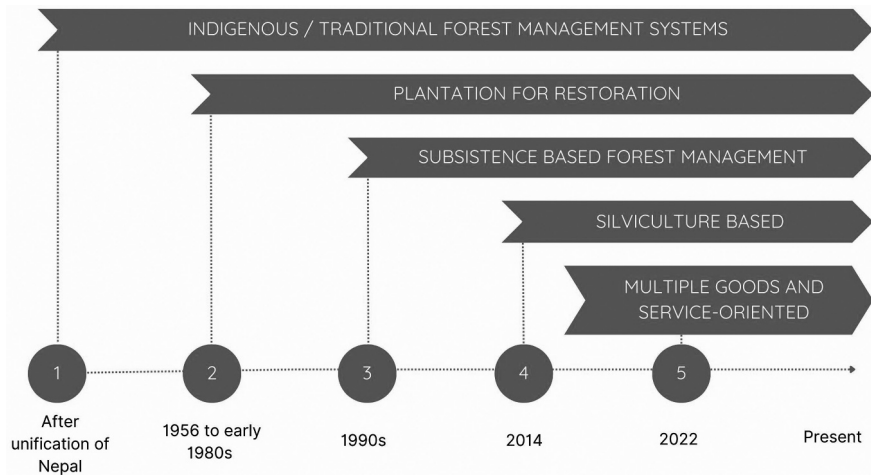 INDIGENOUS / TRADITIONAL FOREST MANAGEMENT SYSTEMS
PLANTATION FOR RESTORATION
SUBSISTENCE BASED FOREST MANAGEMENT
SILVICULTURE BASED
MULTIPLE GOODS AND
SERVICE-ORIENTED
1
2
3
4
5
After
unification of
Nepal
1956 to early
1980s
1990s
2014
2022
Present